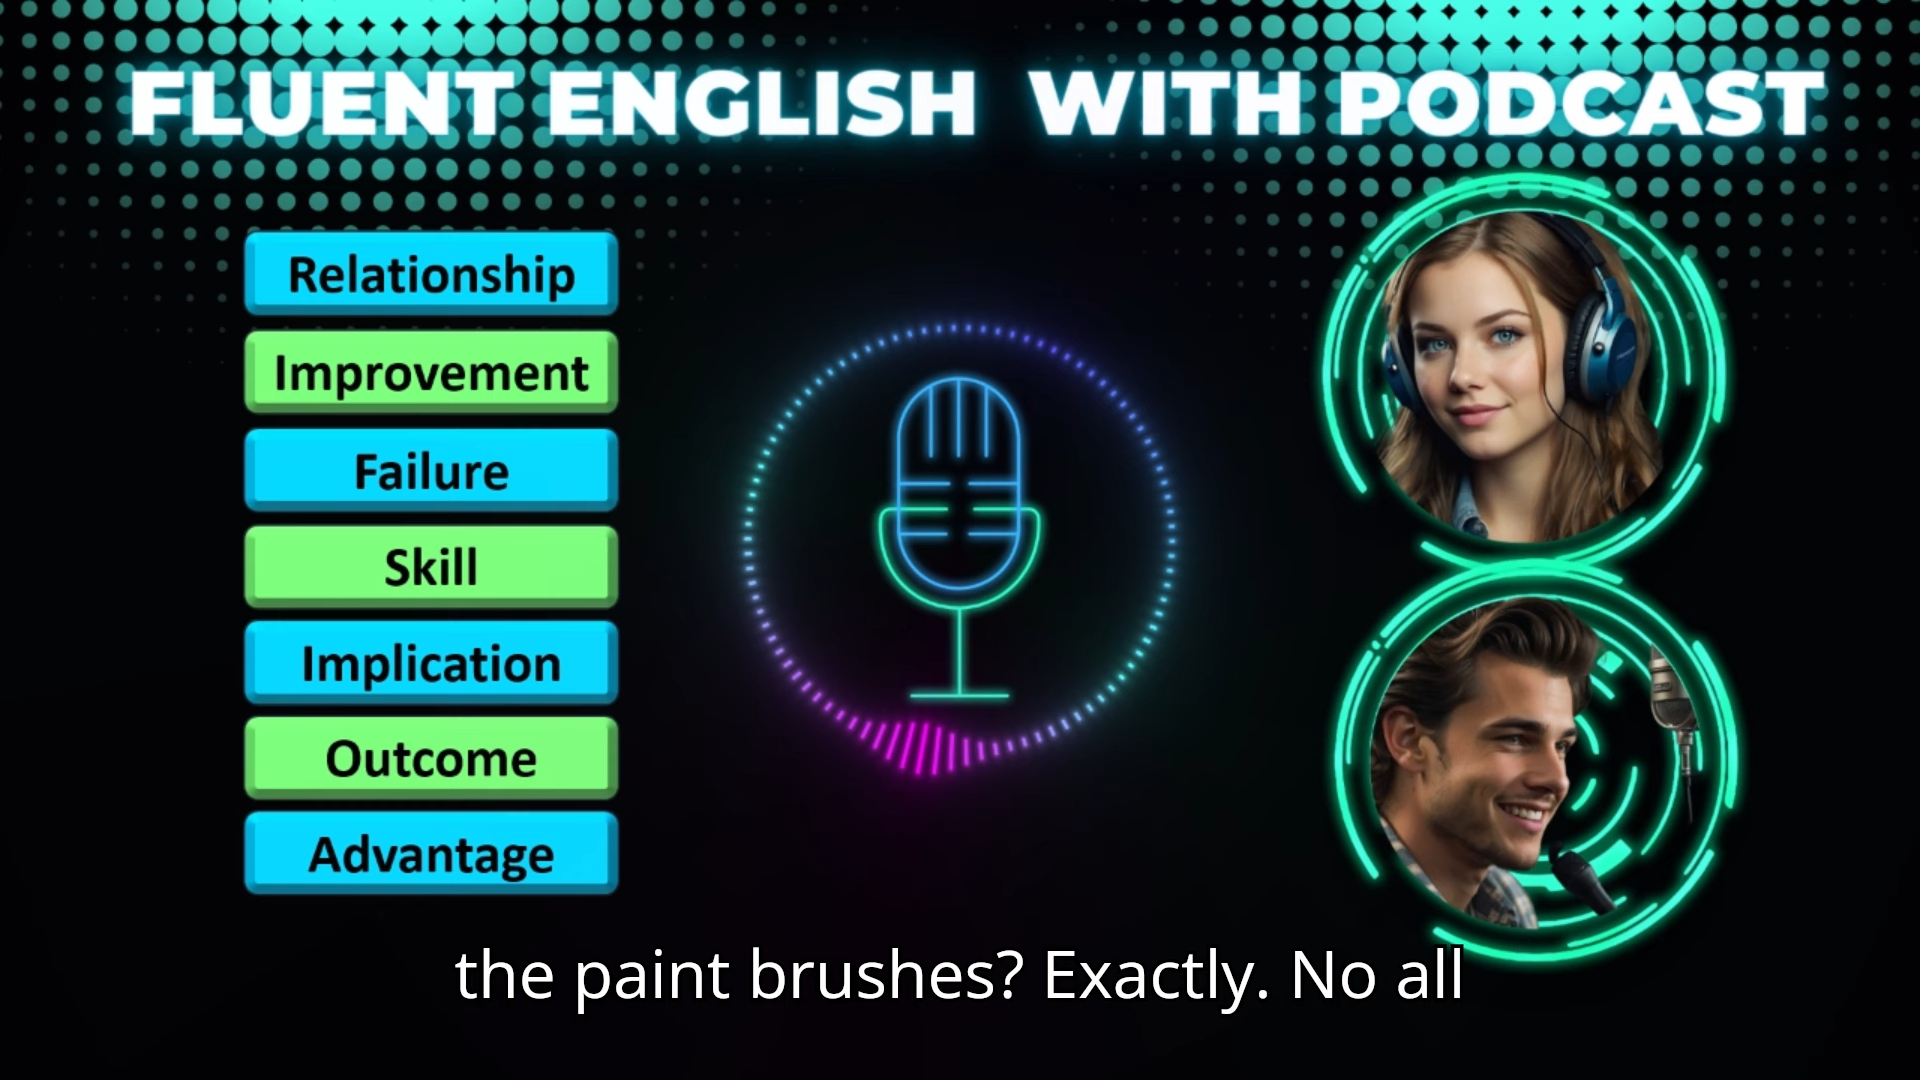 FLUENT ENGLISH WITH PODCAST
Relationship
Improvement
Failure
Skill
Implication
Outcome
Advantage
the paint brushes? Exactly. No all